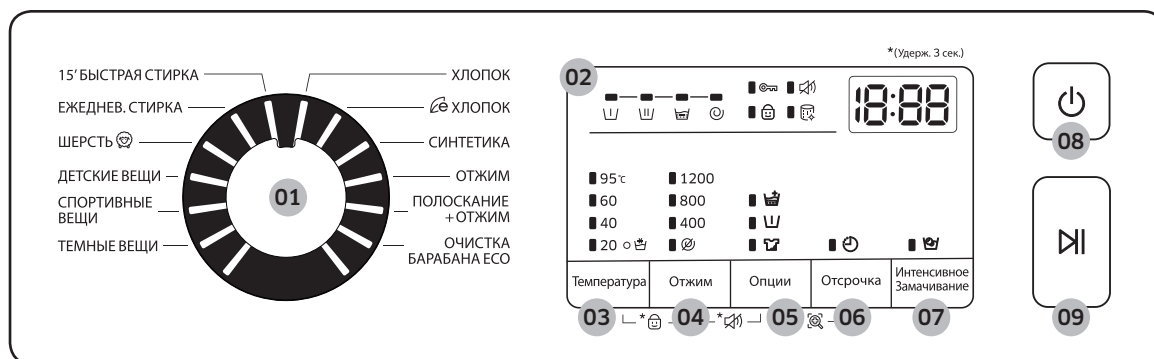 *(Удерж. 3 сек.)
15' БЫСТРАЯ СТИРКА
ЕЖЕДНЕВ. СТИРКА
ШЕРСТЬ
ДЕТСКИЕ ВЕЩИ
СПОРТИВНЫЕ
ВЕЩИ
ТЕМНЫЕ ВЕЩИ
01
ХЛОПОК
e ХЛОПОК
СИНТЕТИКА
ОТЖИМ
ПОЛОСКАНИЕ
+ОТЖИМ
ОЧИСТКА
БАРАБАНА ECO
02
18:88
95℃ 1200
60 800
40 400
20
Температура
Отжим
Опции
Отсрочка
Интенсивное
Замачивание
03 * 04 * 05 06 07
08
09